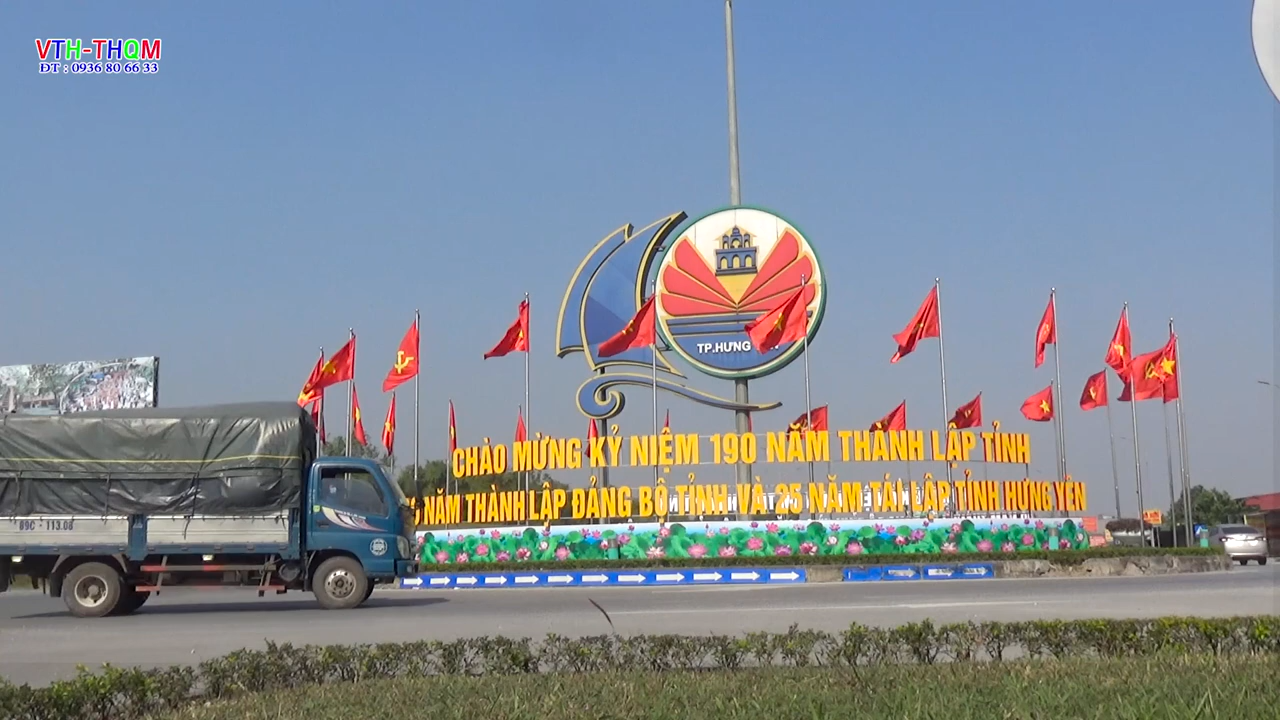 VTH-THQM
ĐT : 0936 80 66 33
TP.HƯNG
CHÀO MỪNG KỶ NIỆM 190 NĂM THÀNH LẬP TỈNH
NĂM THÀNH LẬP ĐẢNG BỘ TỈNH VÀ 25 NĂM TÁI LẬP TỈNH HƯNG YÊN
89C - 113.08